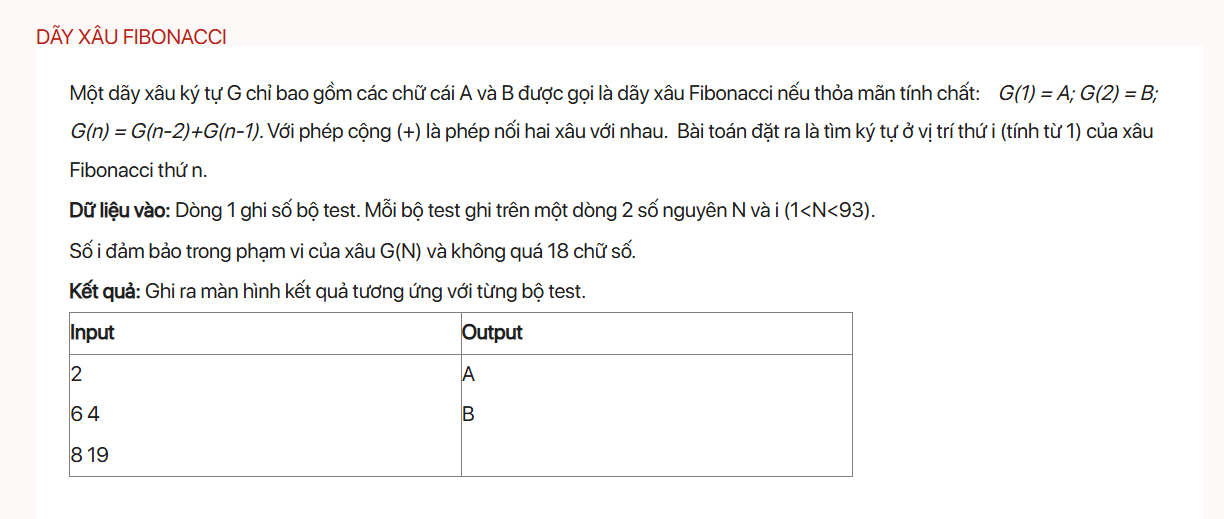 DÃY XÂU FIBONACCI
Một dãy xâu ký tự G chỉ bao gồm các chữ cái A và B được gọi là dãy xâu Fibonacci nếu thỏa mãn tính chất: G(1) = A; G(2) = B;
G(n) = G(n-2)+G(n-1). Với phép cộng (+) là phép nối hai xâu với nhau. Bài toán đặt ra là tìm ký tự ở vị trí thứ i (tính từ 1) của xâu
Fibonacci thứ n.
Dữ liệu vào: Dòng 1 ghi số bộ test. Mỗi bộ test ghi trên một dòng 2 số nguyên N và i (1<N<93).
Số i đảm bảo trong phạm vi của xâu G(N) và không quá 18 chữ số.
Kết quả: Ghi ra màn hình kết quả tương ứng với từng bộ test.
Input Output
2 A
6 4 B
8 19